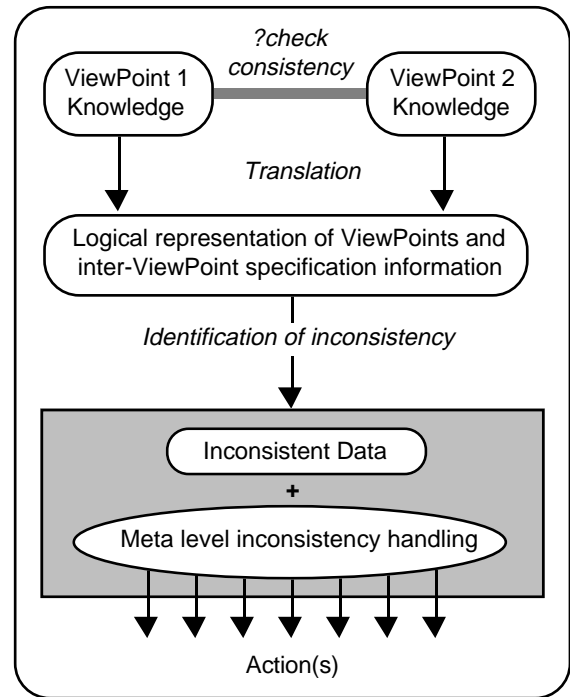 ?check
consistency
ViewPoint 1
Knowledge
ViewPoint 2
Knowledge
Translation
Logical representation of ViewPoints and
inter-ViewPoint specification information
Identification of inconsistency
Inconsistent Data
+
Meta level inconsistency handling
Action(s)